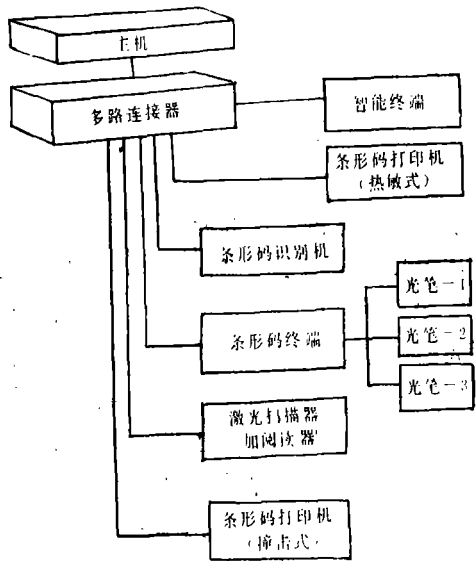 主机
多路连接器
智能终端
条形码打印机
(热敏式)
条形码识别机
光笔－1
条形码终端
光笔－2
光笔－3
激光扫描器
加阅读器
条形码打印机
(撞击式)